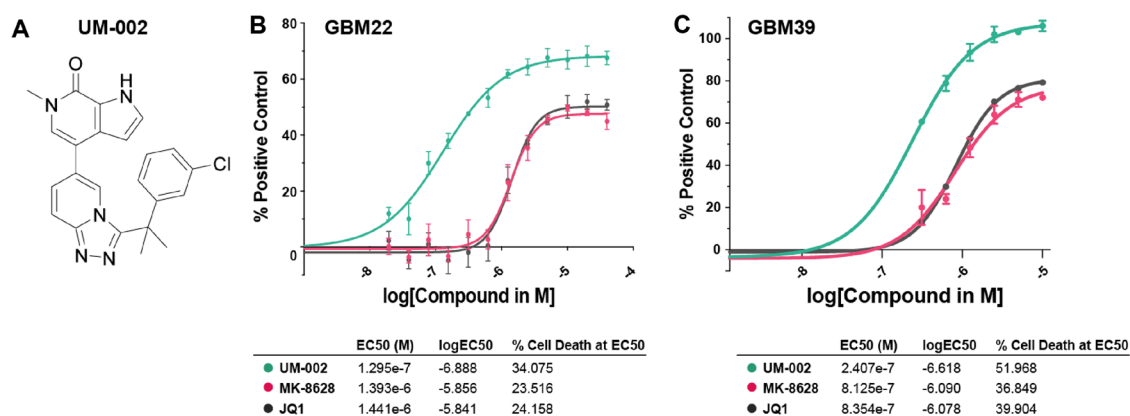 A
UM-002
O
N
H
N
Cl
N
N
N
B
GBM22
% Positive Control
80
60
40
20
0
-8
-7
-6
-5
-4
log[Compound in M]
EC50 (M) logEC50 % Cell Death at EC50
UM-002 1.295e-7 -6.888 34.075
MK-8628 1.393e-6 -5.856 23.516
JQ1 1.441e-6 -5.841 24.158
C
GBM39
% Positive Control
100
80
60
40
20
0
-8
-7
-6
-5
log[Compound in M]
EC50 (M) logEC50 % Cell Death at EC50
UM-002 2.407e-7 -6.618 51.968
MK-8628 8.125e-7 -6.090 36.849
JQ1 8.354e-7 -6.078 39.904